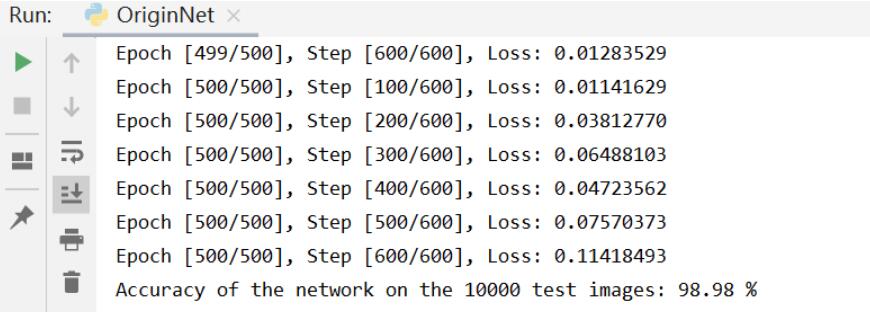 Run: OriginNet
Epoch [499/500], Step [600/600], Loss: 0.01283529
Epoch [500/500], Step [100/600], Loss: 0.01141629
Epoch [500/500], Step [200/600], Loss: 0.03812770
Epoch [500/500], Step [300/600], Loss: 0.06488103
Epoch [500/500], Step [400/600], Loss: 0.04723562
Epoch [500/500], Step [500/600], Loss: 0.07570373
Epoch [500/500], Step [600/600], Loss: 0.11418493
Accuracy of the network on the 10000 test images: 98.98 %